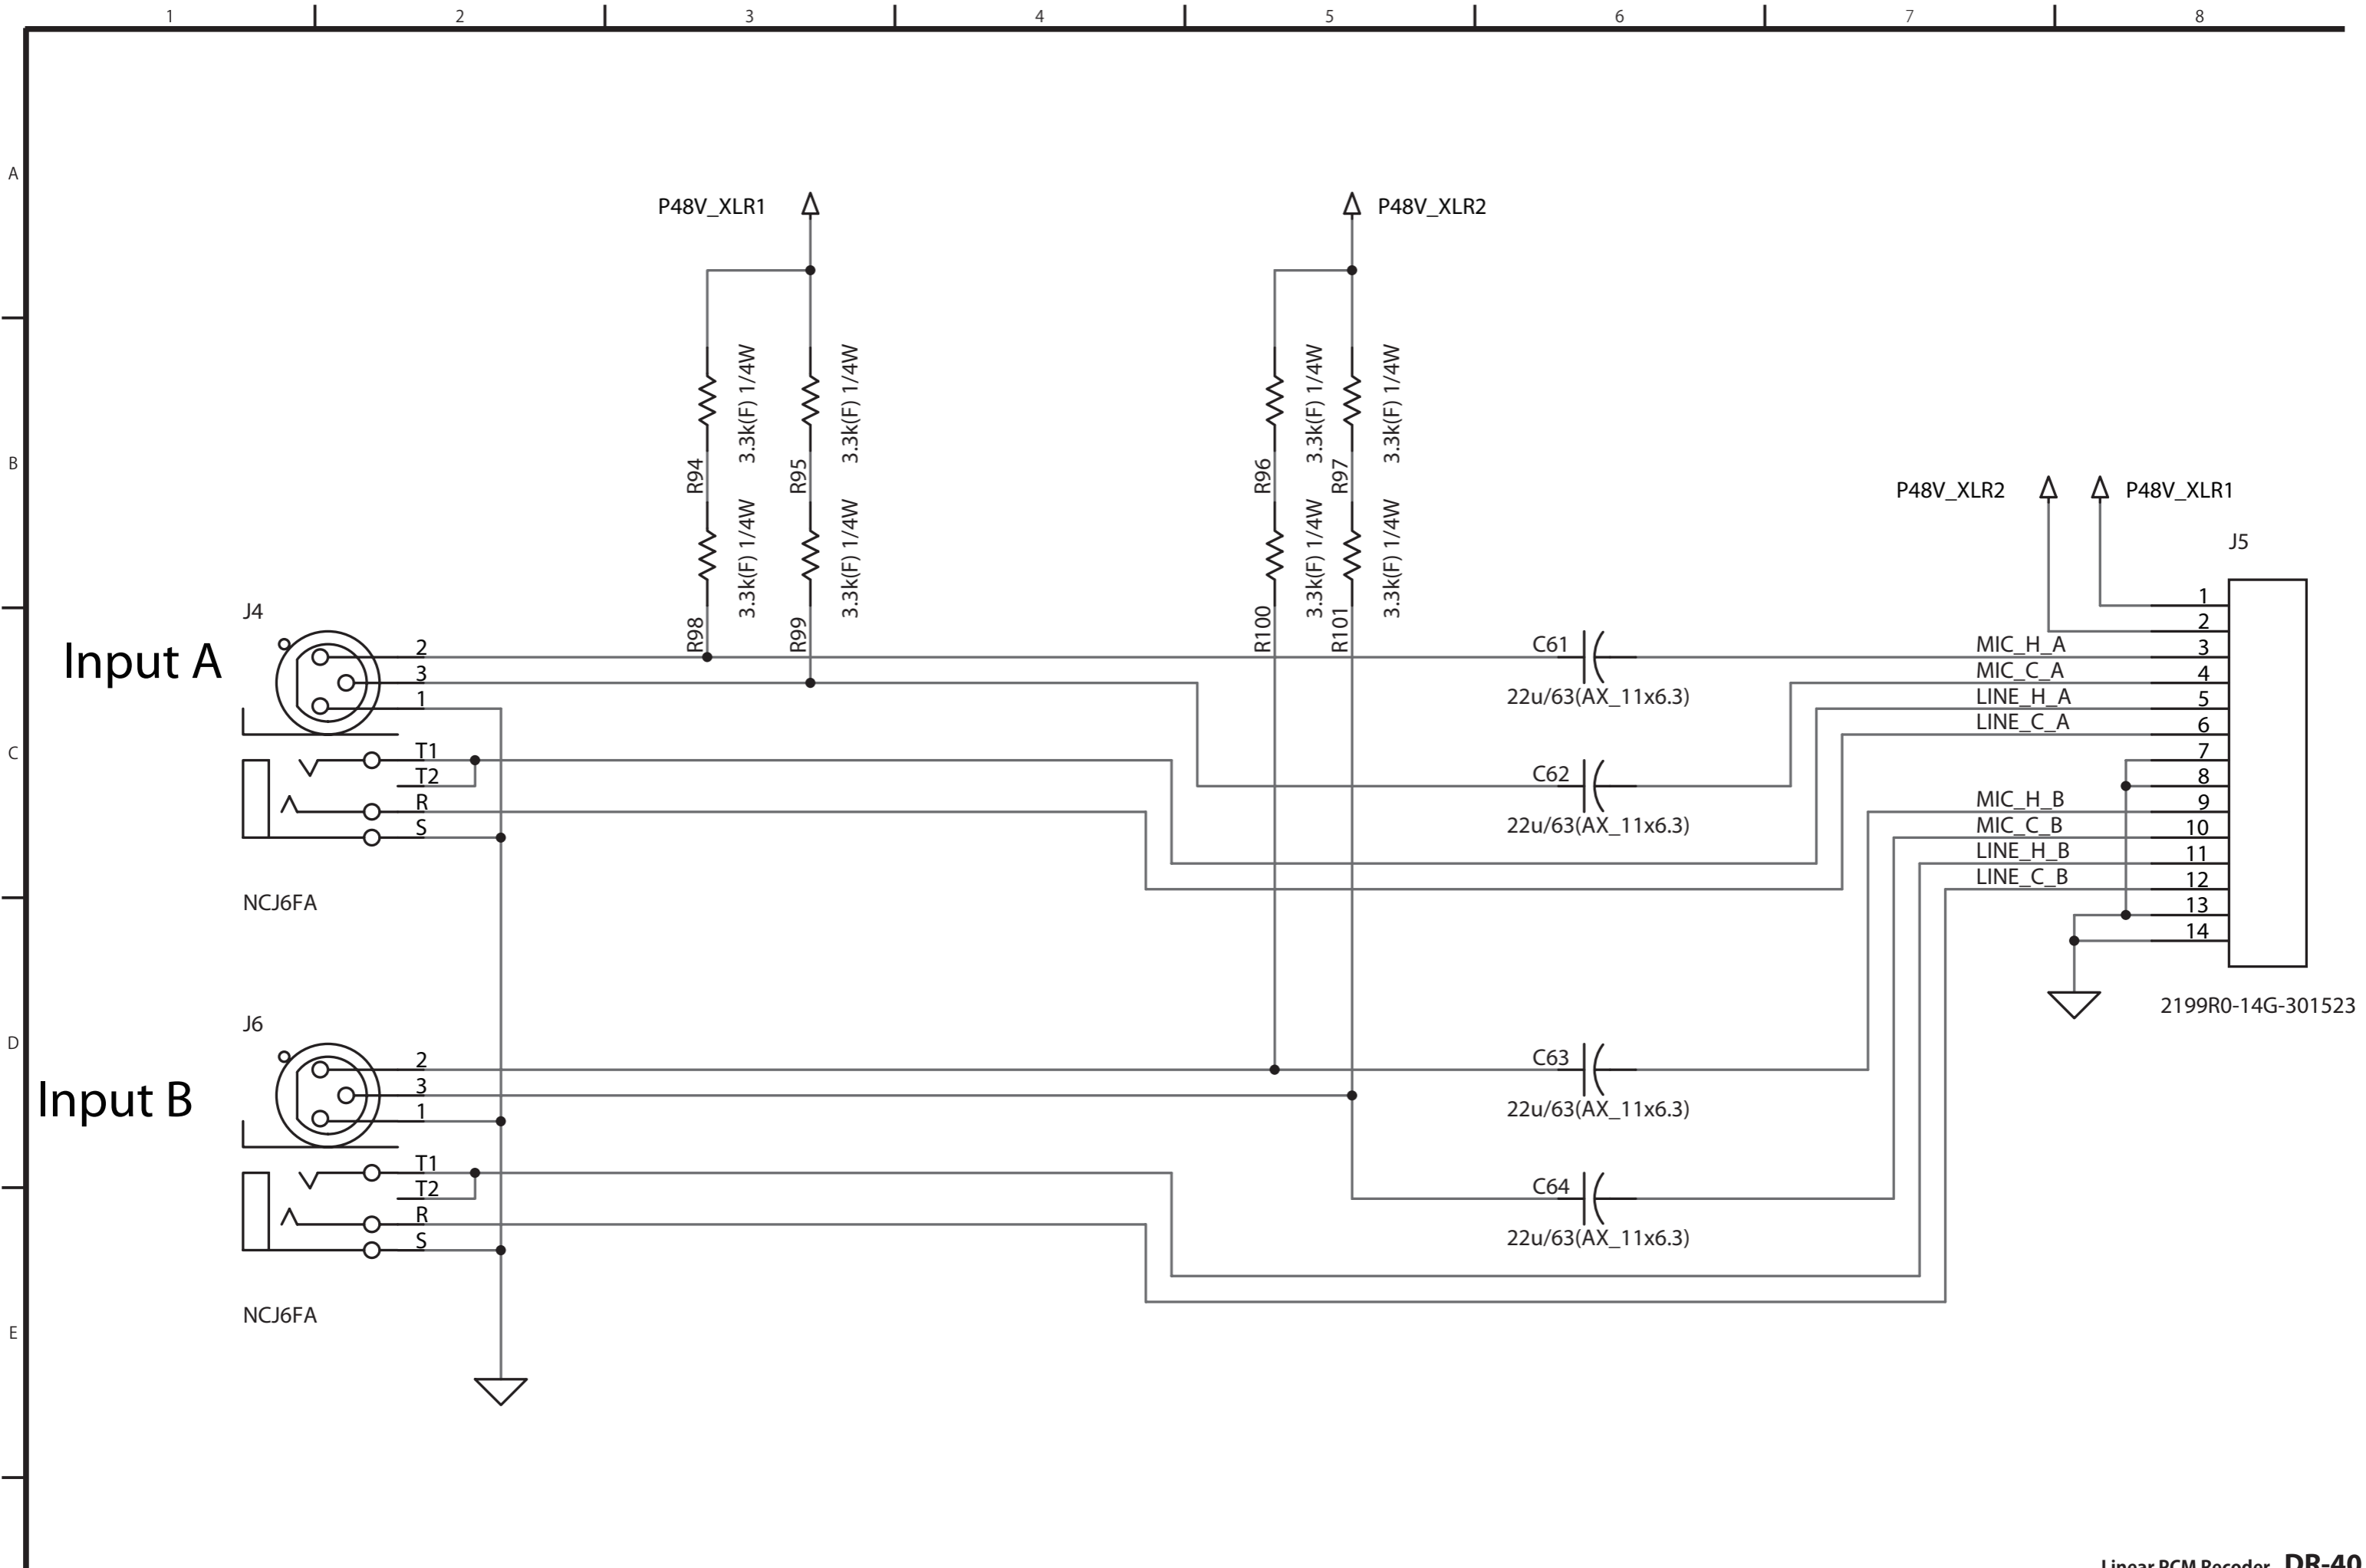 1 2 3 4 5 6 7 8
A
P48V_XLR1
P48V_XLR2
3.3k(F) 1/4W
3.3k(F) 1/4W
3.3k(F) 1/4W
3.3k(F) 1/4W
B
R94
R95
R96
R97
P48V_XLR2
P48V_XLR1
3.3k(F) 1/4W
3.3k(F) 1/4W
3.3k(F) 1/4W
3.3k(F) 1/4W
J5
R98
R99
R100
R101
J4
Input A
2
3
1
C61
22u/63(AX_11x6.3)
MIC_H_A
MIC_C_A
LINE_H_A
LINE_C_A
1
2
3
4
5
6
7
8
9
10
11
12
13
14
C
T1
T2
R
S
C62
22u/63(AX_11x6.3)
MIC_H_B
MIC_C_B
LINE_H_B
LINE_C_B
NCJ6FA
2199R0-14G-301523
D
J6
Input B
2
3
1
C63
22u/63(AX_11x6.3)
T1
T2
R
S
C64
22u/63(AX_11x6.3)
NCJ6FA
E
Linear PCM Recoder DR-40